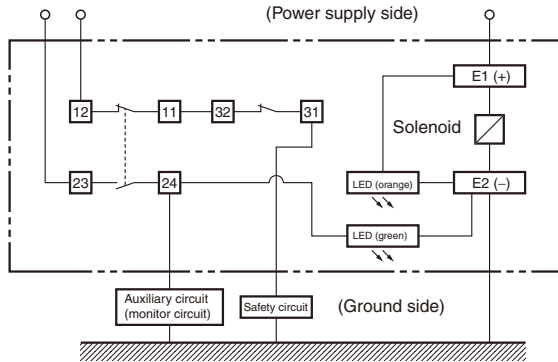 (Power supply side)
E1 (+)
12
11
32
31
Solenoid
23
24
LED (orange)
E2 (–)
LED (green)
Auxiliary circuit
(monitor circuit)
Safety circuit
(Ground side)